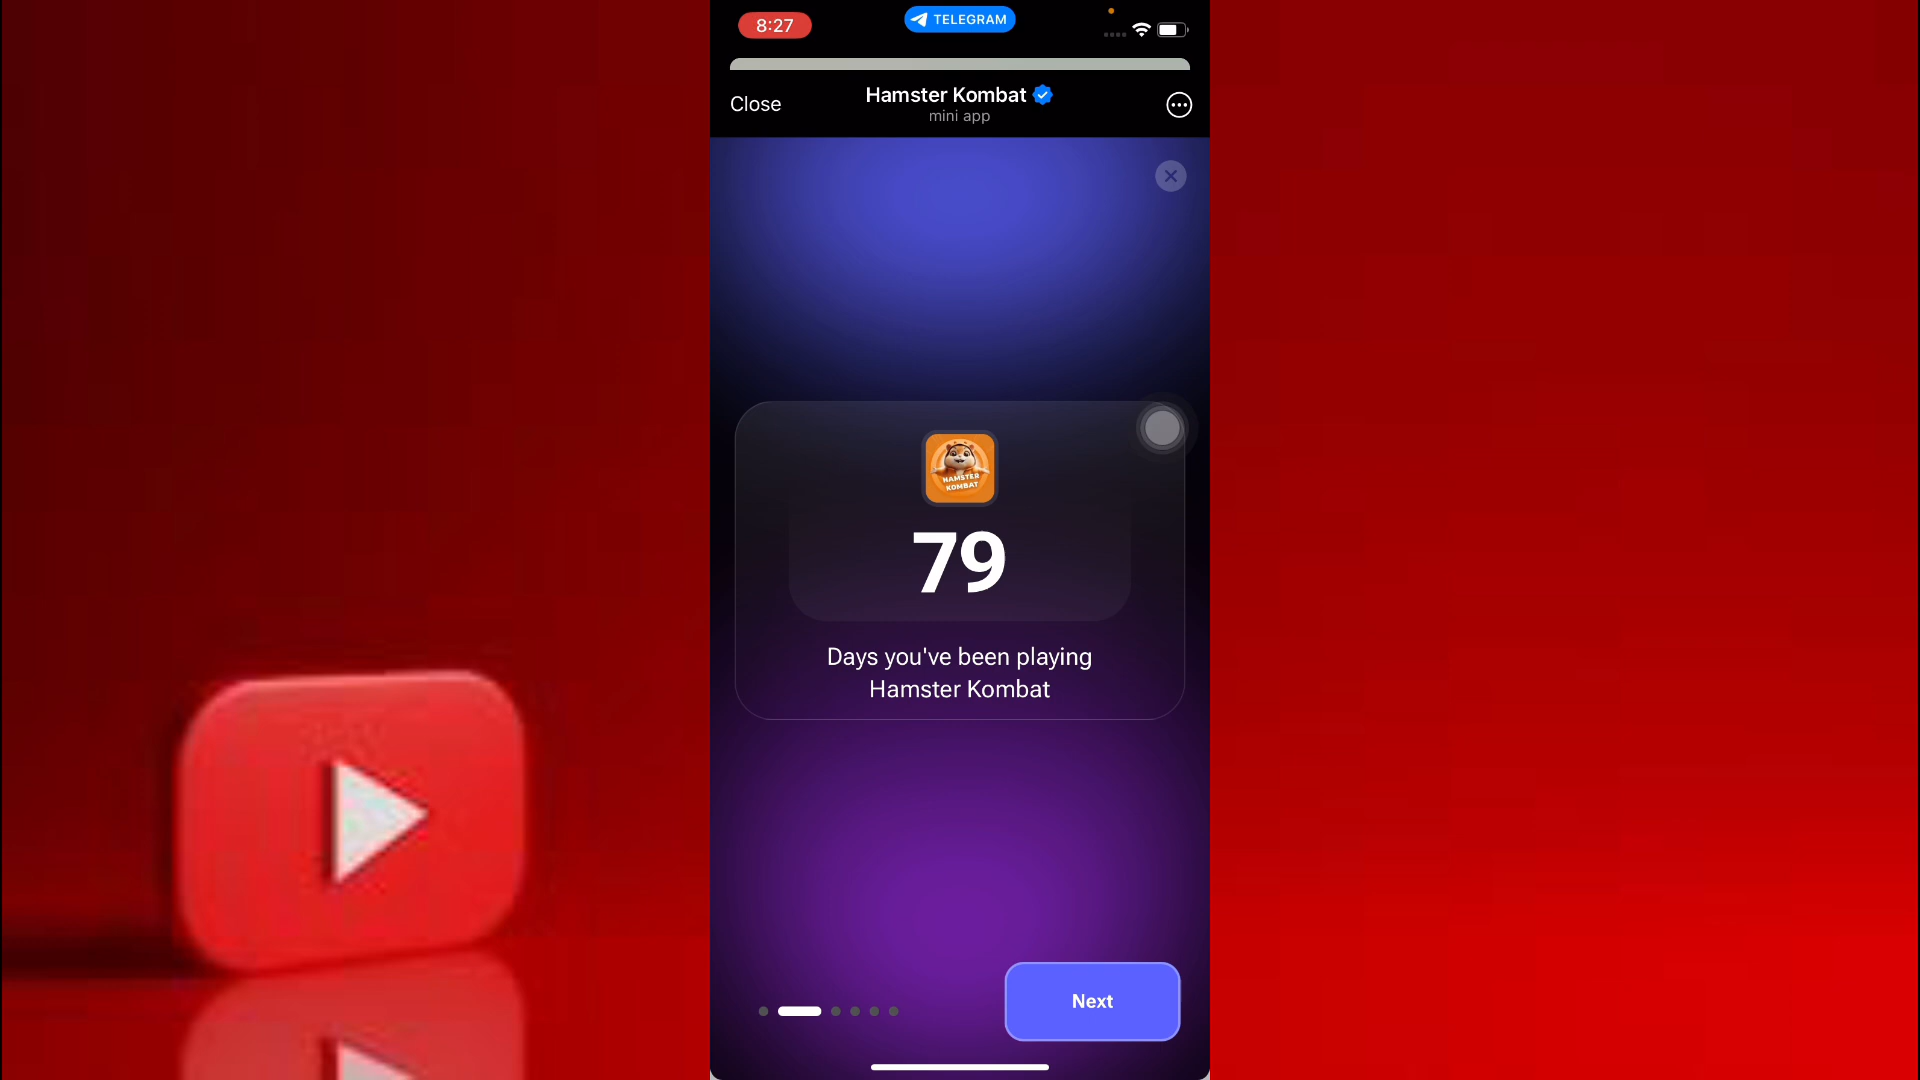 8:27
TELEGRAM
Close
Hamster Kombat
mini app
HAMSTER
KOMBAT
79
Days you've been playing
Hamster Kombat
Next